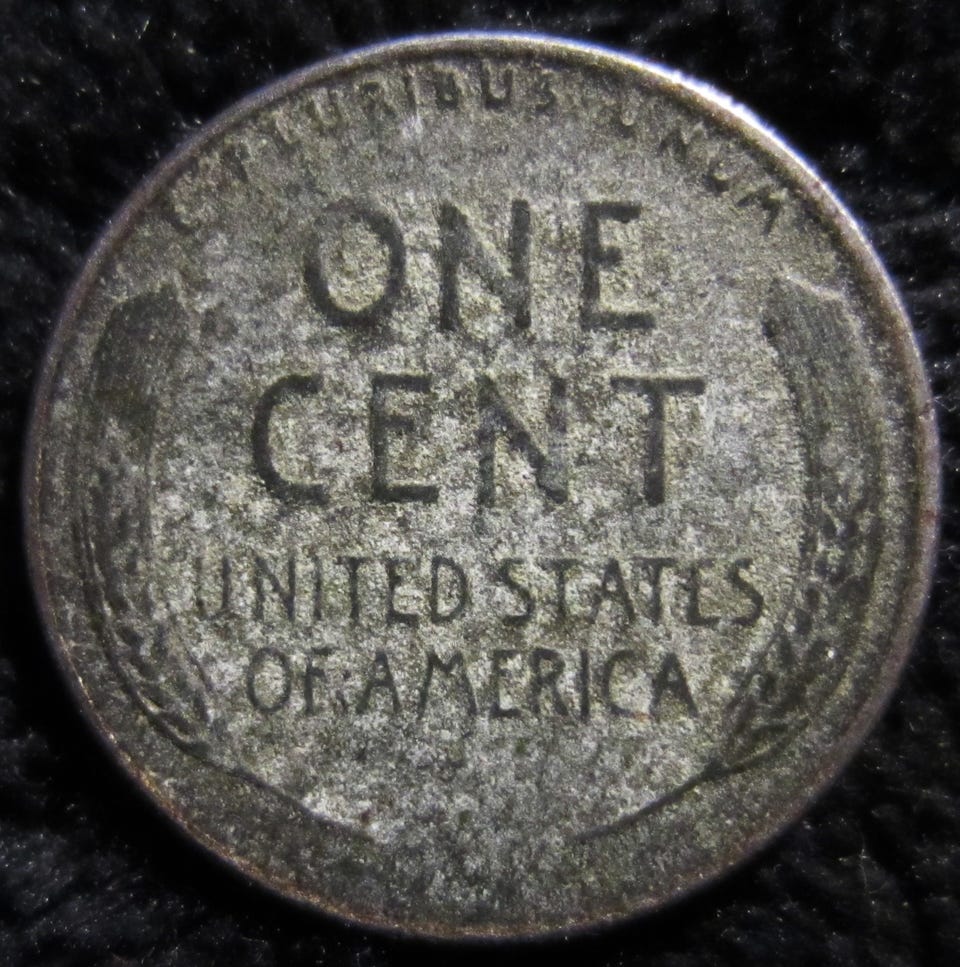 E PLURIBUS UNUM
ONE
CENT
UNITED STATES
OF AMERICA